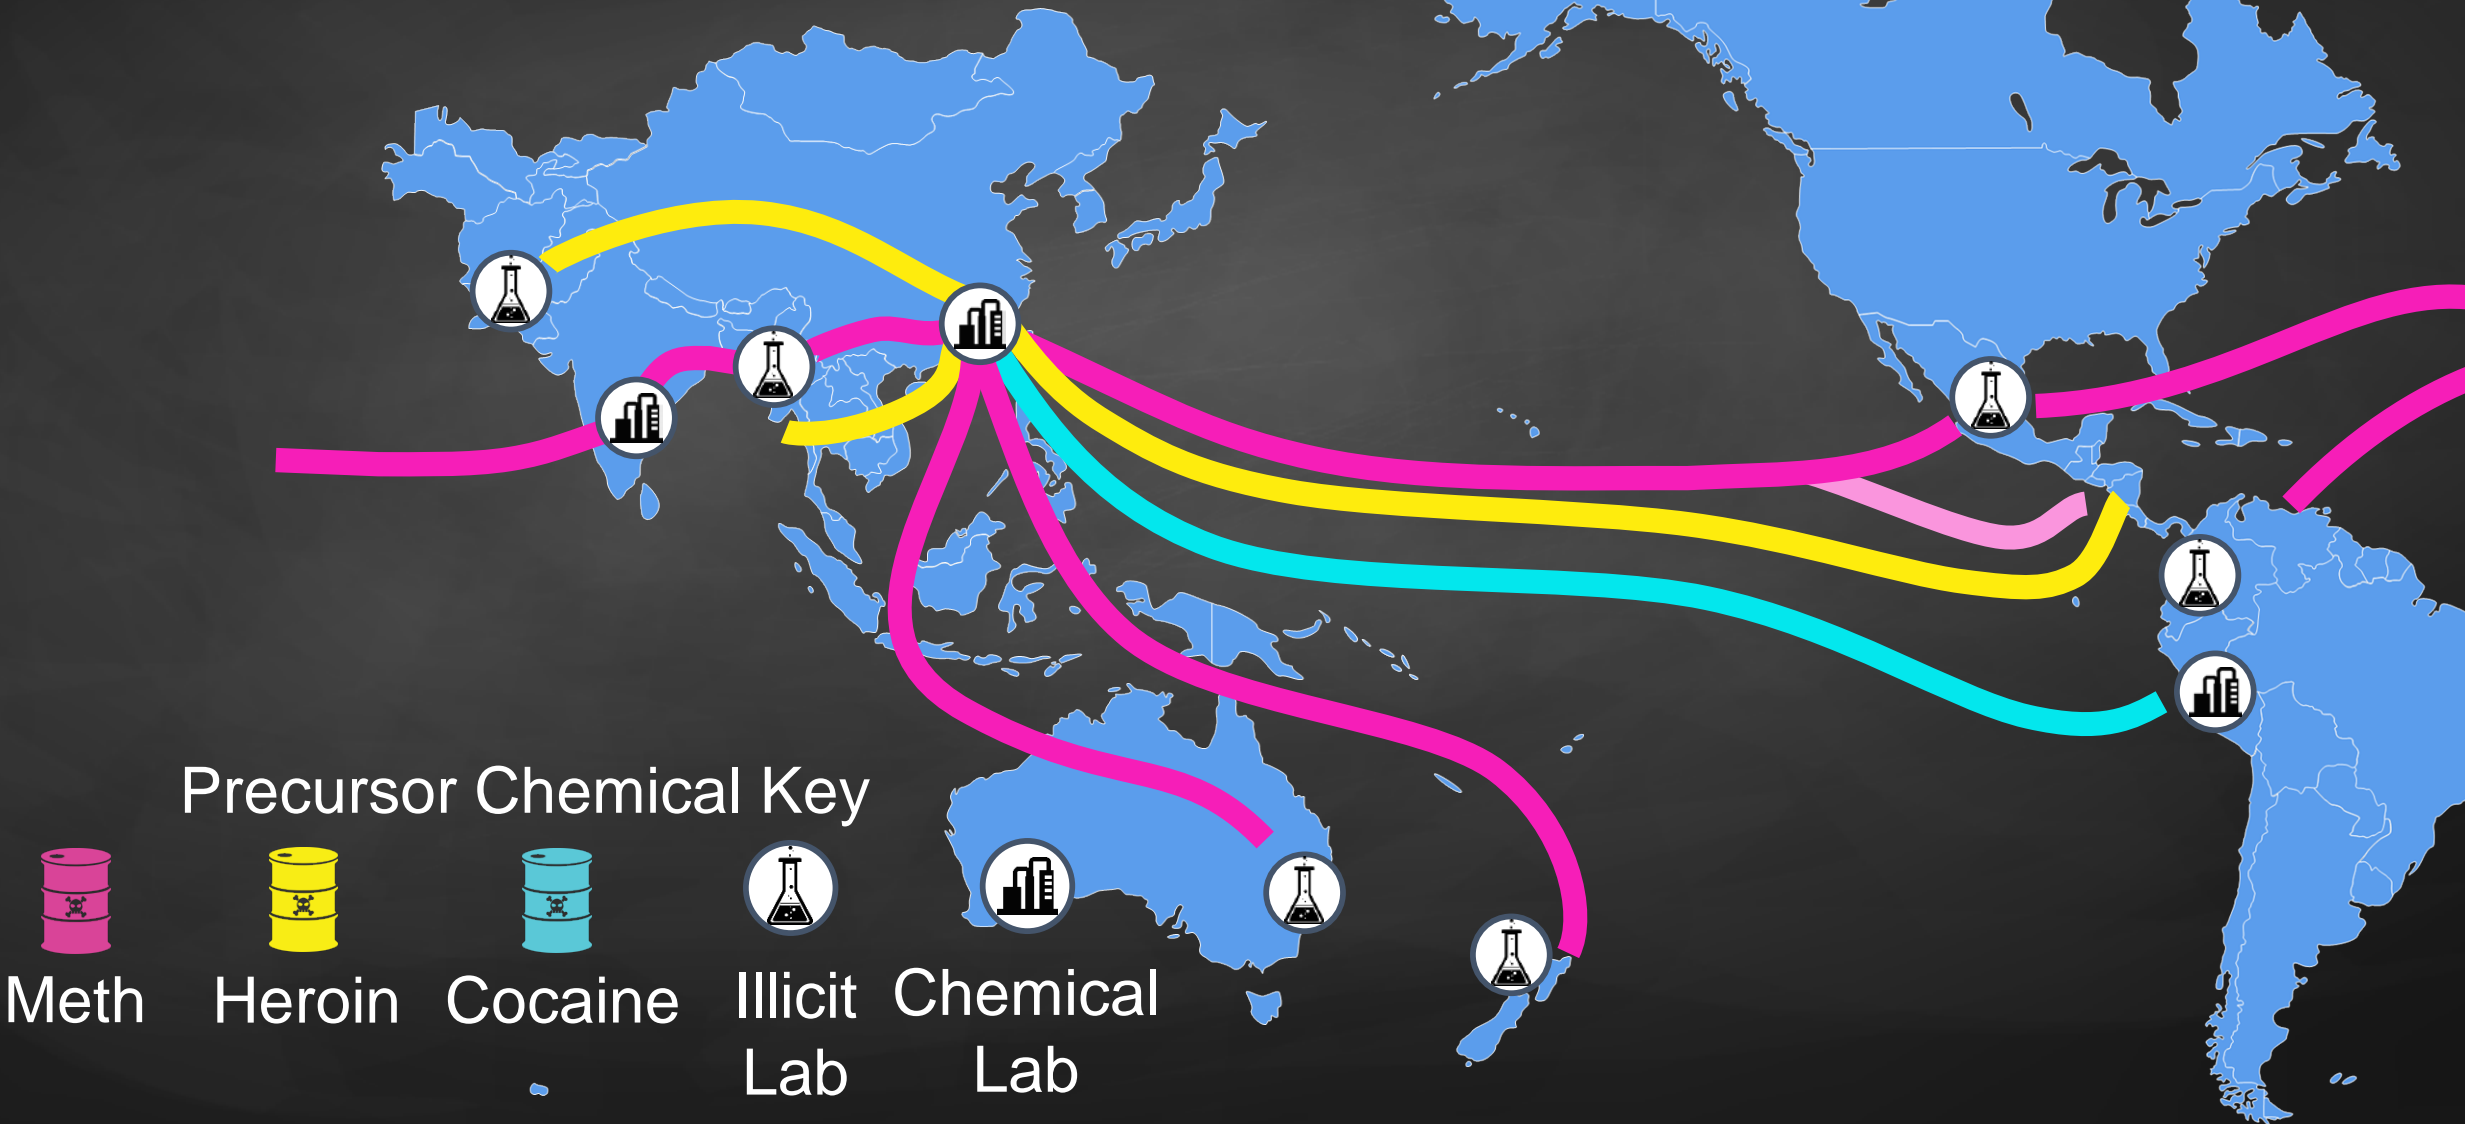 Precursor Chemical Key
Meth
Heroin
Cocaine
Illicit
Lab
Chemical
Lab